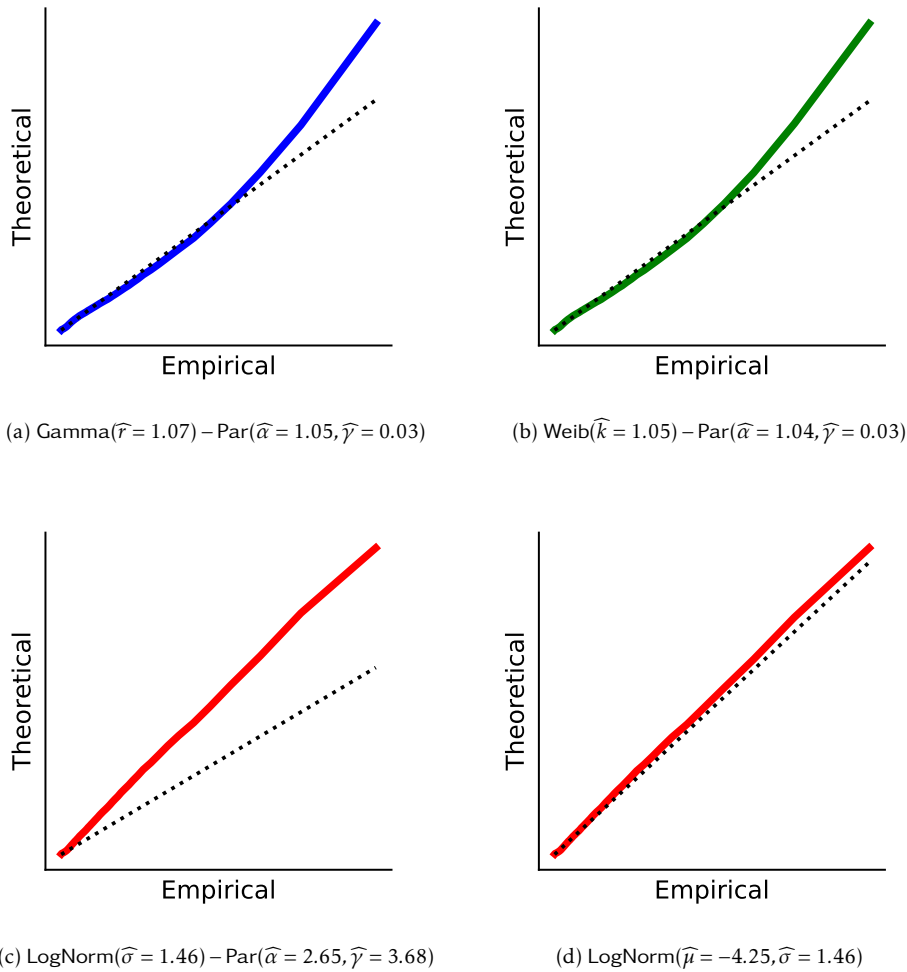 Theoretical
Empirical
(a) Gamma(r̂ = 1.07) – Par(α̂ = 1.05, γ̂ = 0.03)
Theoretical
Empirical
(b) Weib(k̂ = 1.05) – Par(α̂ = 1.04, γ̂ = 0.03)
Theoretical
Empirical
(c) LogNorm(σ̂ = 1.46) – Par(α̂ = 2.65, γ̂ = 3.68)
Theoretical
Empirical
(d) LogNorm(μ̂ = −4.25, σ̂ = 1.46)